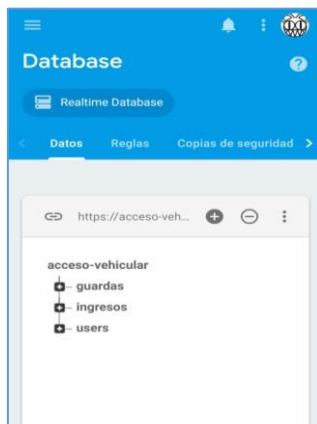 Database
Realtime Database
Datos Reglas Copias de seguridad
https://acceso-veh...
acceso-vehicular
guardas
ingresos
users